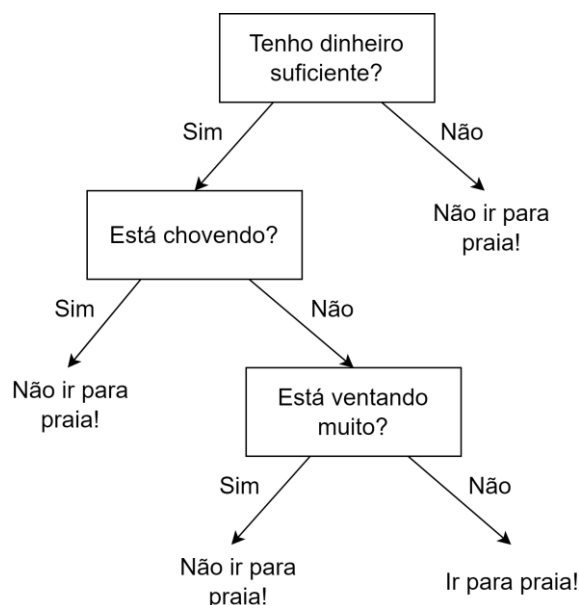 Tenho dinheiro
suficiente?
Sim
Não
Não ir para
praia!
Está chovendo?
Sim
Não
Não ir para
praia!
Está ventando
muito?
Sim
Não
Não ir para
praia!
Ir para praia!